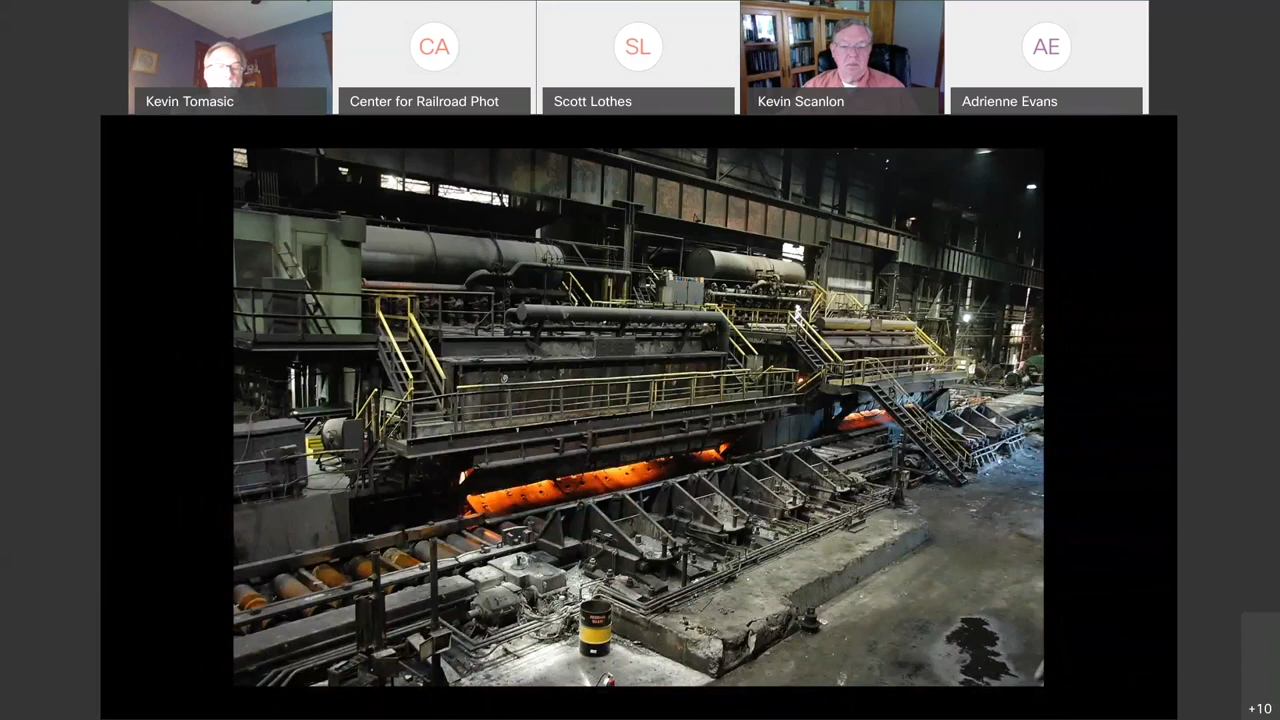 CA
SL
AE
Kevin Tomasic
Center for Railroad Phot
Scott Lothes
Kevin Scanlon
Adrienne Evans
+10